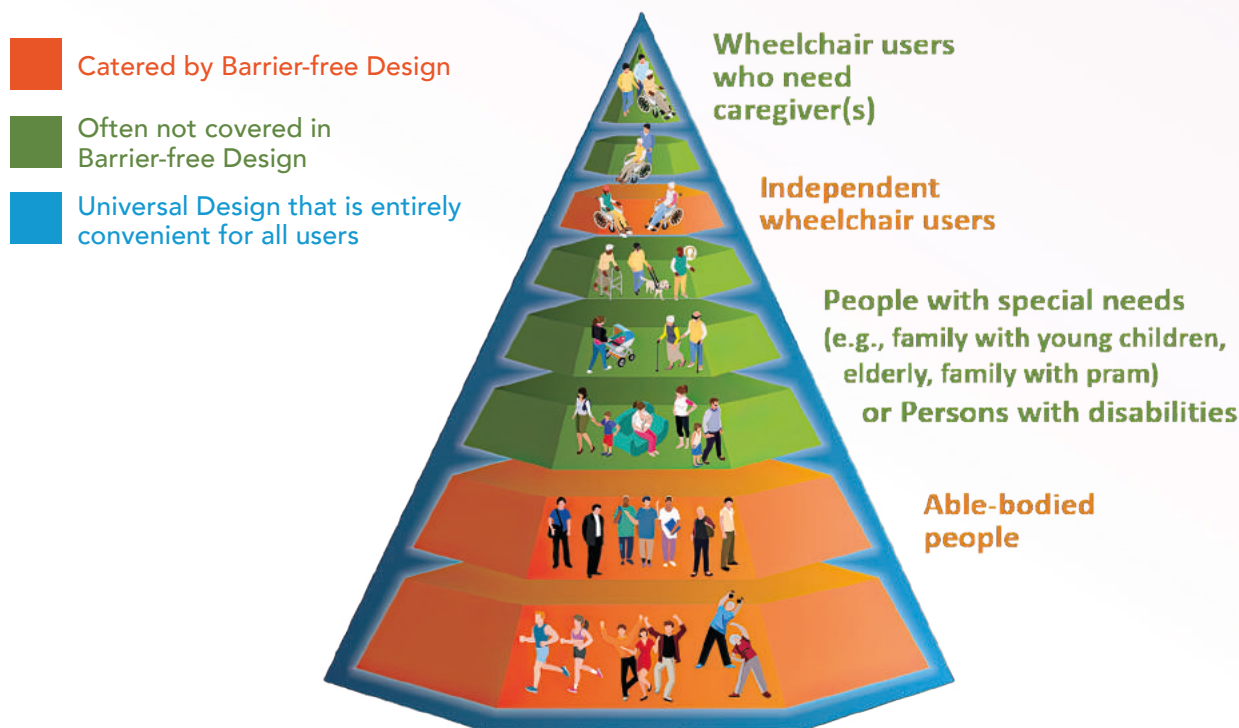 Catered by Barrier-free Design
Often not covered in
Barrier-free Design
Universal Design that is entirely
convenient for all users
Wheelchair users
who need
caregiver(s)
Independent
wheelchair users
People with special needs
(e.g., family with young children,
elderly, family with pram)
or Persons with disabilities
Able-bodied
people